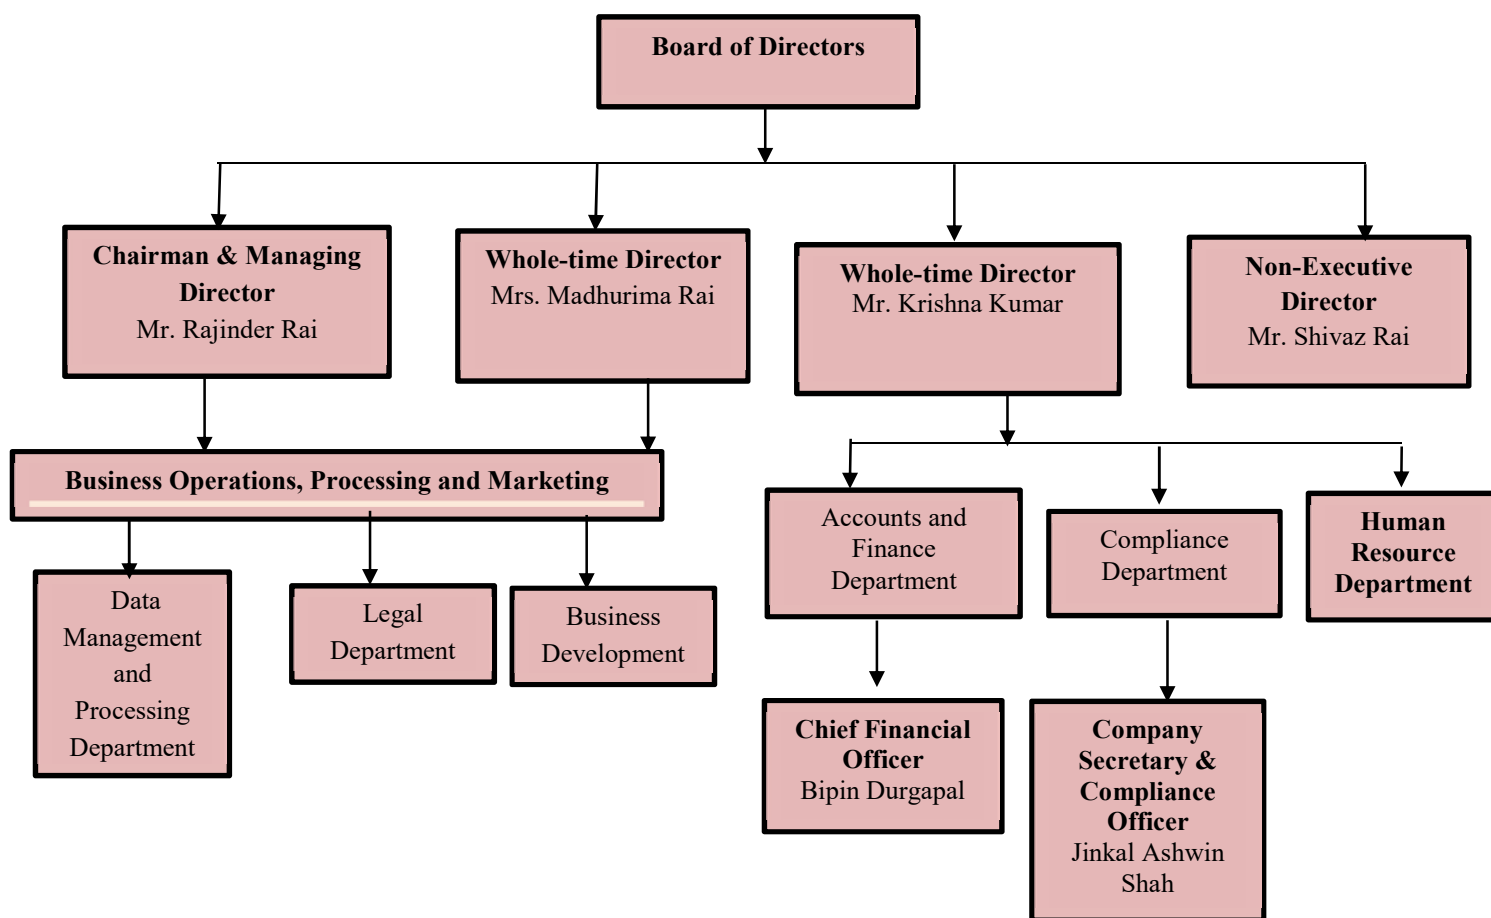 Board of Directors
Chairman & Managing
Director
Mr. Rajinder Rai
Whole-time Director
Mrs. Madhurima Rai
Whole-time Director
Mr. Krishna Kumar
Non-Executive
Director
Mr. Shivaz Rai
Business Operations, Processing and Marketing
Data
Management
and
Processing
Department
Legal
Department
Business
Development
Accounts and
Finance
Department
Compliance
Department
Human
Resource
Department
Chief Financial
Officer
Bipin Durgapal
Company
Secretary &
Compliance
Officer
Jinkal Ashwin
Shah